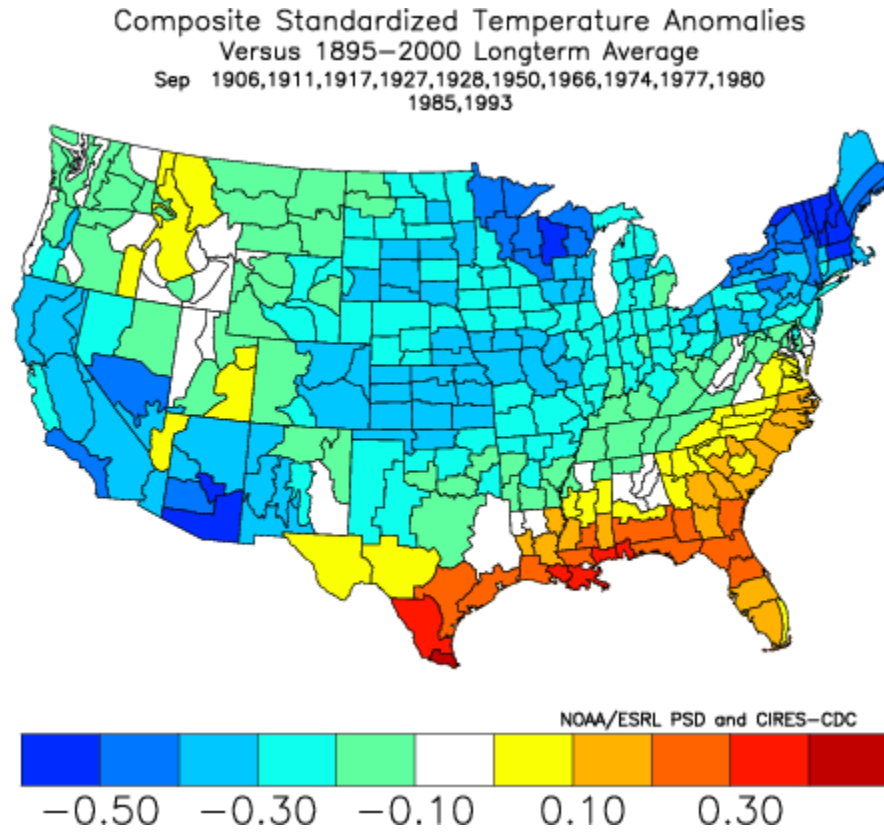 Composite Standardized Temperature Anomalies
Versus 1895-2000 Longterm Average
Sep 1906,1911,1917,1927,1928,1950,1966,1974,1977,1980
1985,1993
NOAA/ESRL PSD and CIRES-CDC
-0.50 -0.30 -0.10 0.10 0.30